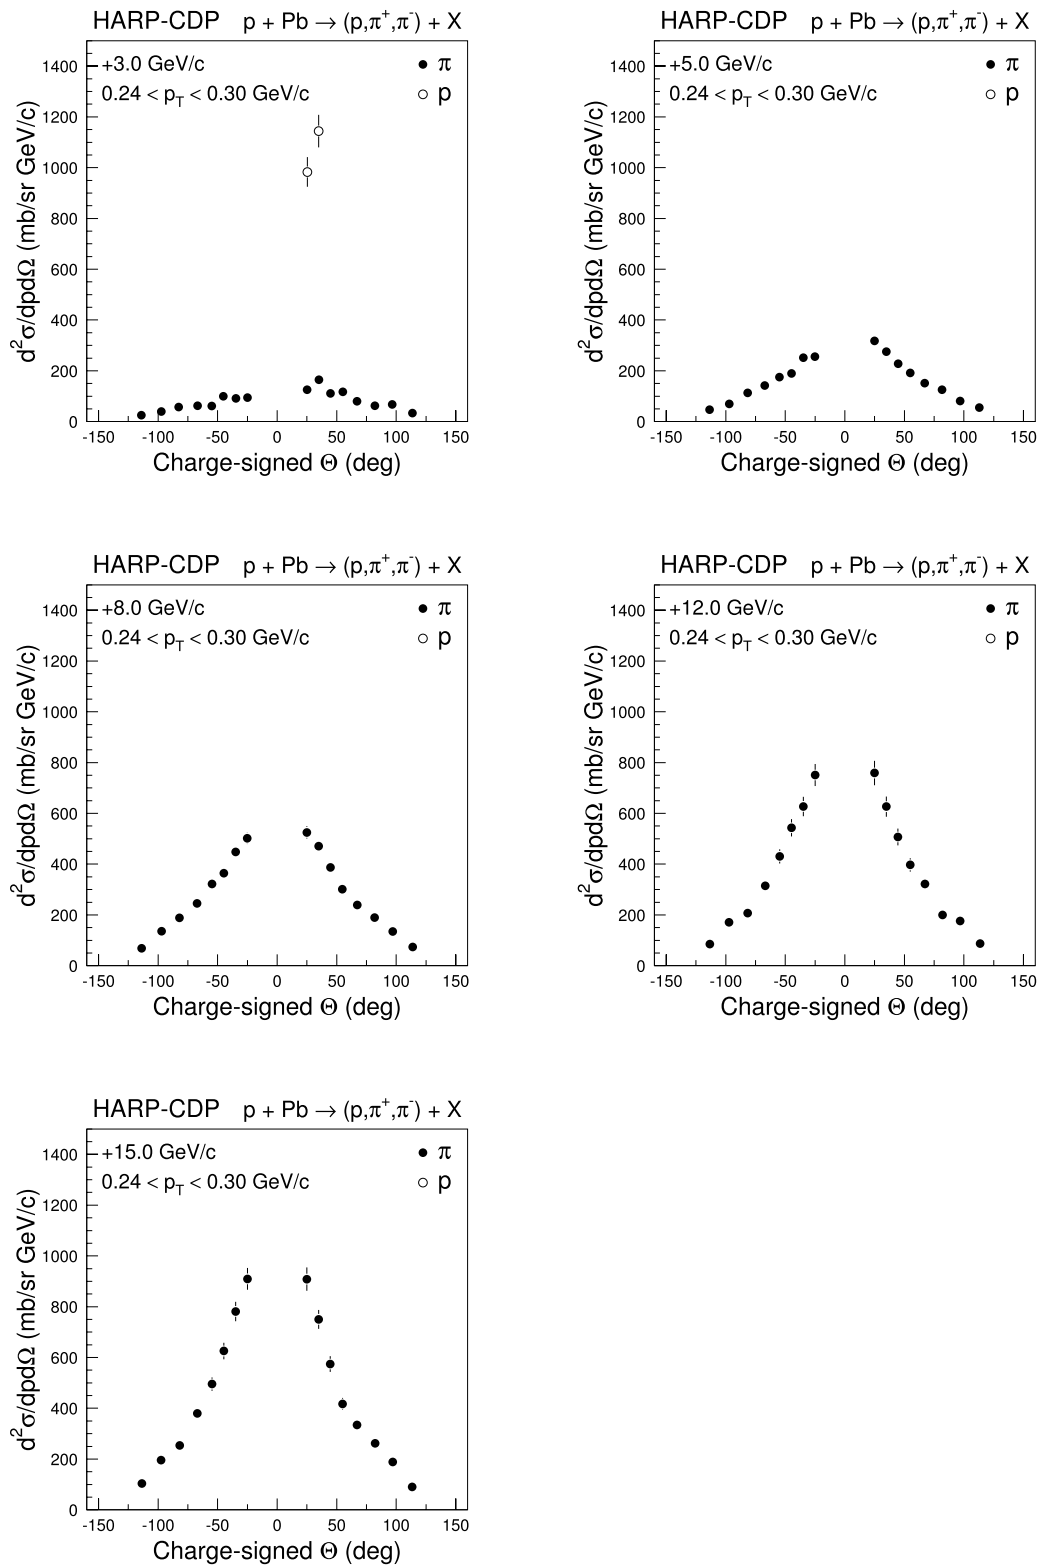 HARP-CDP p + Pb → (p,π⁺,π⁻) + X
+3.0 GeV/c π
0.24 < p_T < 0.30 GeV/c p
1400
1200
1000
800
600
400
200
0
-150 -100 -50 0 50 100 150
Charge-signed Θ (deg)
d²σ/dpdΩ (mb/sr GeV/c)
HARP-CDP p + Pb → (p,π⁺,π⁻) + X
+5.0 GeV/c π
0.24 < p_T < 0.30 GeV/c p
1400
1200
1000
800
600
400
200
0
-150 -100 -50 0 50 100 150
Charge-signed Θ (deg)
d²σ/dpdΩ (mb/sr GeV/c)
HARP-CDP p + Pb → (p,π⁺,π⁻) + X
+8.0 GeV/c π
0.24 < p_T < 0.30 GeV/c p
1400
1200
1000
800
600
400
200
0
-150 -100 -50 0 50 100 150
Charge-signed Θ (deg)
d²σ/dpdΩ (mb/sr GeV/c)
HARP-CDP p + Pb → (p,π⁺,π⁻) + X
+12.0 GeV/c π
0.24 < p_T < 0.30 GeV/c p
1400
1200
1000
800
600
400
200
0
-150 -100 -50 0 50 100 150
Charge-signed Θ (deg)
d²σ/dpdΩ (mb/sr GeV/c)
HARP-CDP p + Pb → (p,π⁺,π⁻) + X
+15.0 GeV/c π
0.24 < p_T < 0.30 GeV/c p
1400
1200
1000
800
600
400
200
0
-150 -100 -50 0 50 100 150
Charge-signed Θ (deg)
d²σ/dpdΩ (mb/sr GeV/c)